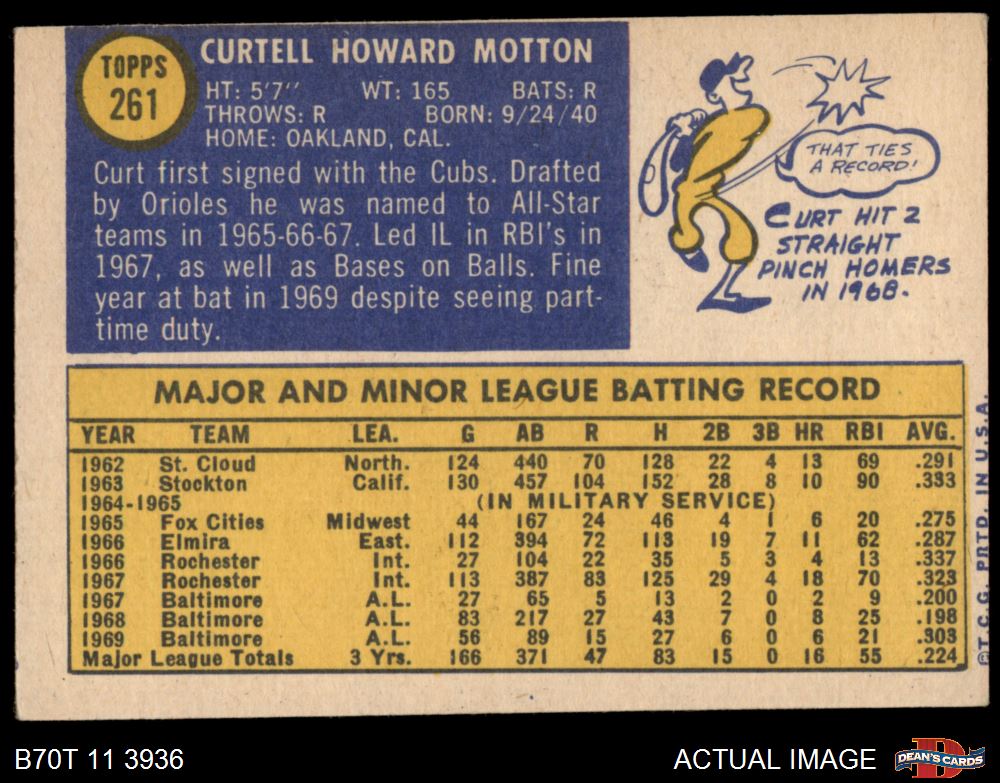 TOPPS
261
CURTELL HOWARD MOTTON
HT: 5'7" WT: 165 BATS: R
THROWS: R BORN: 9/24/40
HOME: OAKLAND, CAL.
Curt first signed with the Cubs. Drafted
by Orioles he was named to All-Star
teams in 1965-66-67. Led IL in RBI's in
1967, as well as Bases on Balls. Fine
year at bat in 1969 despite seeing part-
time duty.
THAT TIES
A RECORD!
CURT HIT 2
STRAIGHT
PINCH HOMERS
IN 1968.
MAJOR AND MINOR LEAGUE BATTING RECORD
YEAR TEAM LEA. G AB R H 2B 3B HR RBI AVG.
1962 St. Cloud North. 124 440 70 128 22 4 13 69 .291
1963 Stockton Calif. 130 457 104 152 28 8 10 90 .333
1964-1965 (IN MILITARY SERVICE)
1965 Fox Cities Midwest 44 167 24 46 4 1 6 20 .275
1966 Elmira East. 112 394 72 113 19 7 11 62 .287
1966 Rochester Int. 27 104 22 35 5 3 4 13 .337
1967 Rochester Int. 113 387 83 125 29 4 18 70 .323
1967 Baltimore A.L. 27 65 5 13 2 0 2 9 .200
1968 Baltimore A.L. 83 217 27 43 7 0 8 25 .198
1969 Baltimore A.L. 56 89 15 27 6 0 6 21 .303
Major League Totals 3 Yrs. 166 371 47 83 15 0 16 55 .224
©T.C.G. PRTD. IN U.S.A.
B70T 11 3936
ACTUAL IMAGE
D
DEAN'S CARDS